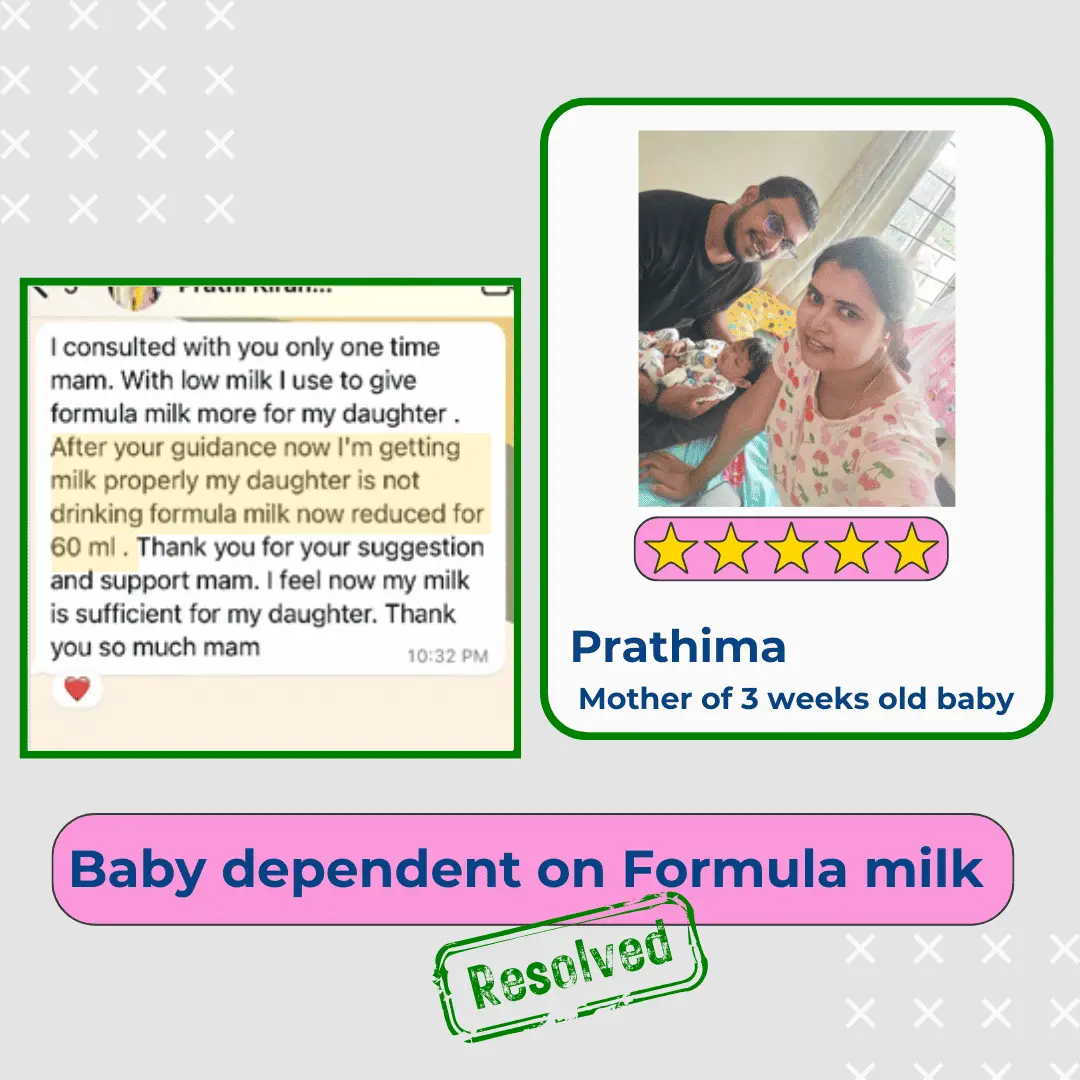 I consulted with you only one time
mam. With low milk I use to give
formula milk more for my daughter .
After your guidance now I'm getting
milk properly my daughter is not
drinking formula milk now reduced for
60 ml . Thank you for your suggestion
and support mam. I feel now my milk
is sufficient for my daughter. Thank
you so much mam
10:32 PM
Prathima
Mother of 3 weeks old baby
Baby dependent on Formula milk
Resolved